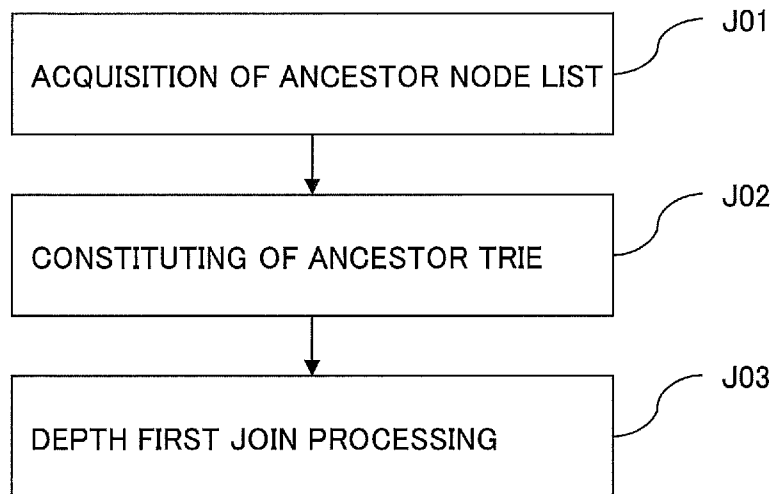 J01
ACQUISITION OF ANCESTOR NODE LIST
J02
CONSTITUTING OF ANCESTOR TRIE
J03
DEPTH FIRST JOIN PROCESSING